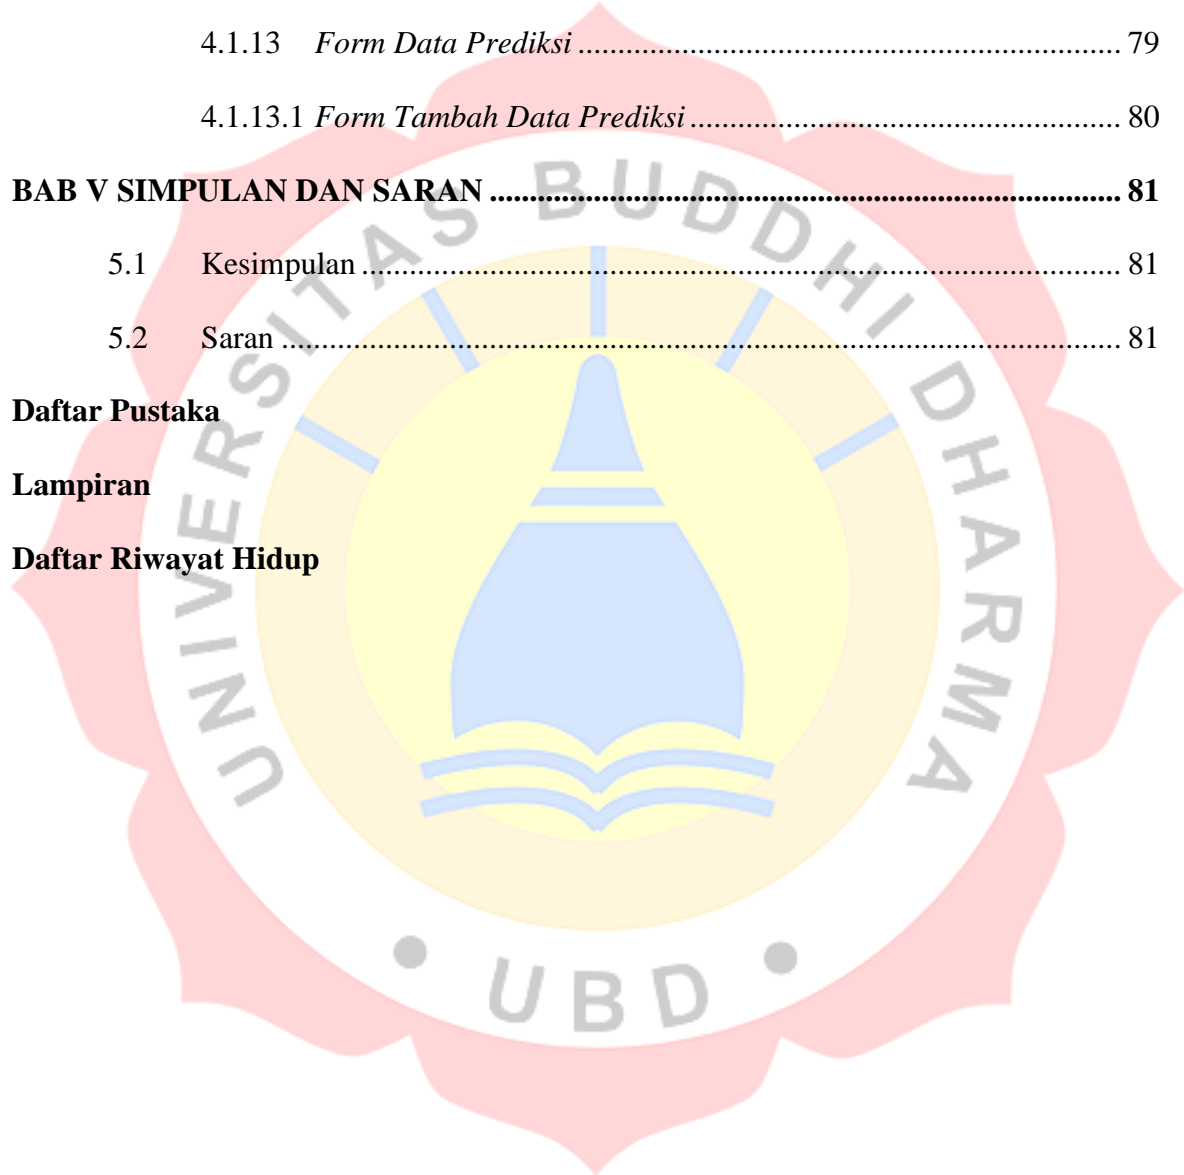 4.1.13 Form Data Prediksi ........................................................................ 79
4.1.13.1 Form Tambah Data Prediksi ......................................................... 80
BAB V SIMPULAN DAN SARAN ................................................................................ 81
5.1 Kesimpulan ................................................................................................ 81
5.2 Saran .......................................................................................................... 81
Daftar Pustaka
Lampiran
Daftar Riwayat Hidup
UNIVERSITAS BUDDHI DHARMA
• UBD •